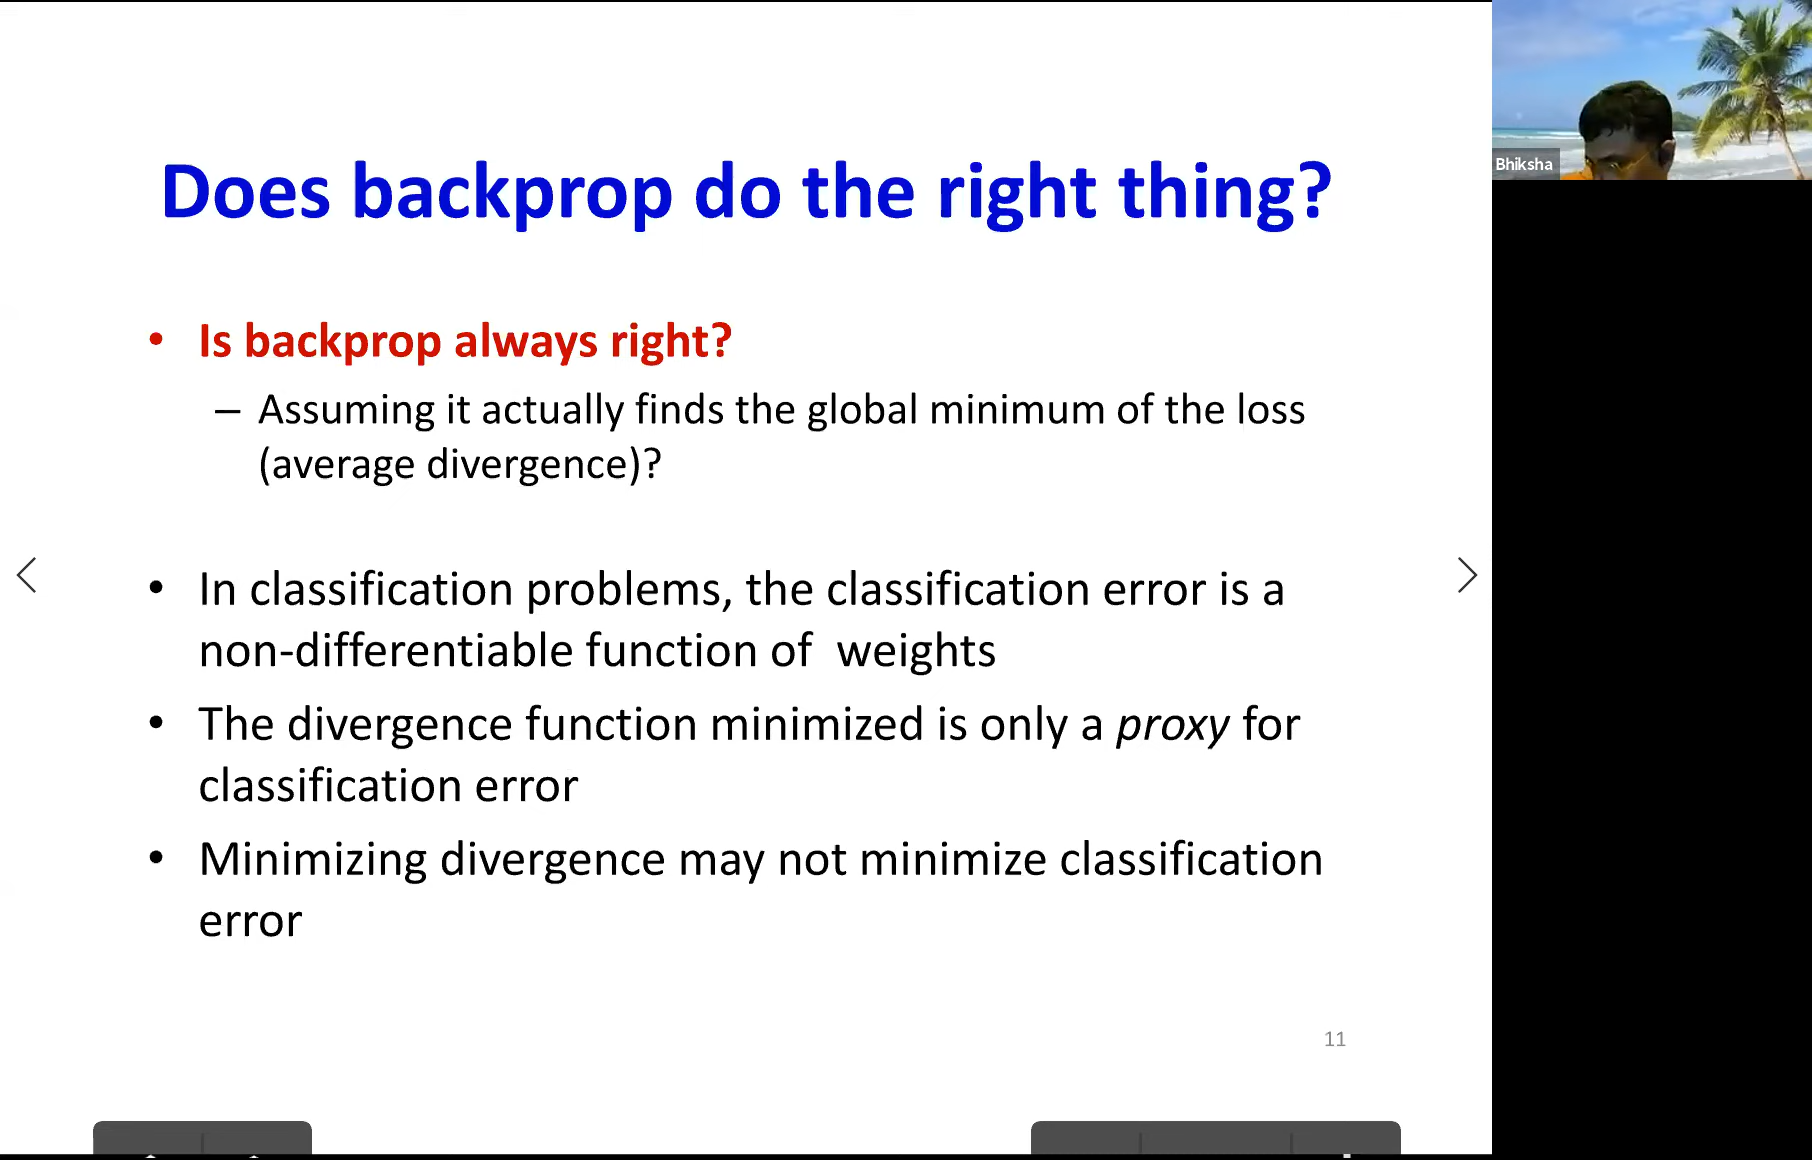 Does backprop do the right thing?
• Is backprop always right?
– Assuming it actually finds the global minimum of the loss
(average divergence)?
• In classification problems, the classification error is a
non-differentiable function of weights
• The divergence function minimized is only a proxy for
classification error
• Minimizing divergence may not minimize classification
error
11
Bhiksha